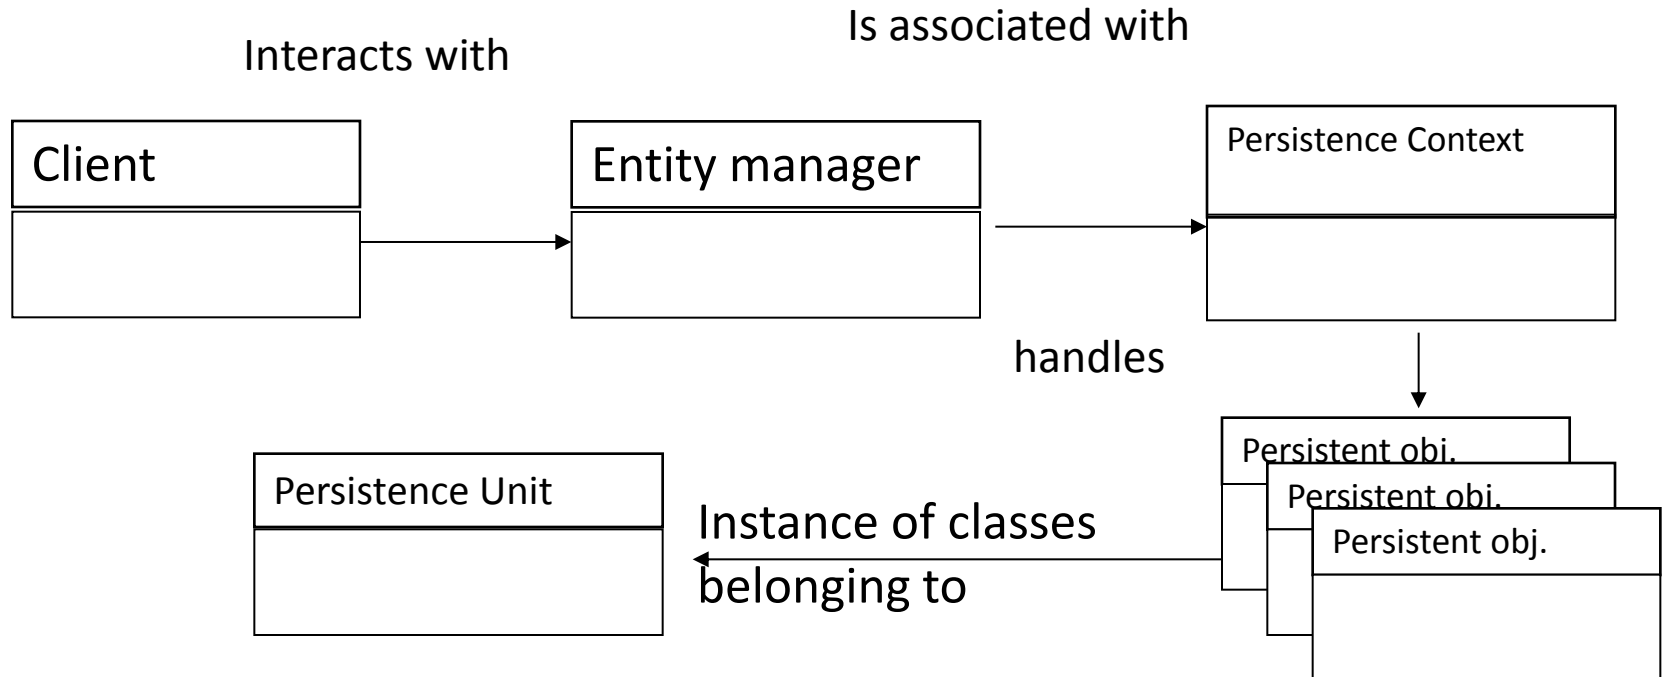 Is associated with
Interacts with
Client
Entity manager
Persistence Context
handles
Persistent obj.
Persistent obj.
Persistent obj.
Persistence Unit
Instance of classes
belonging to